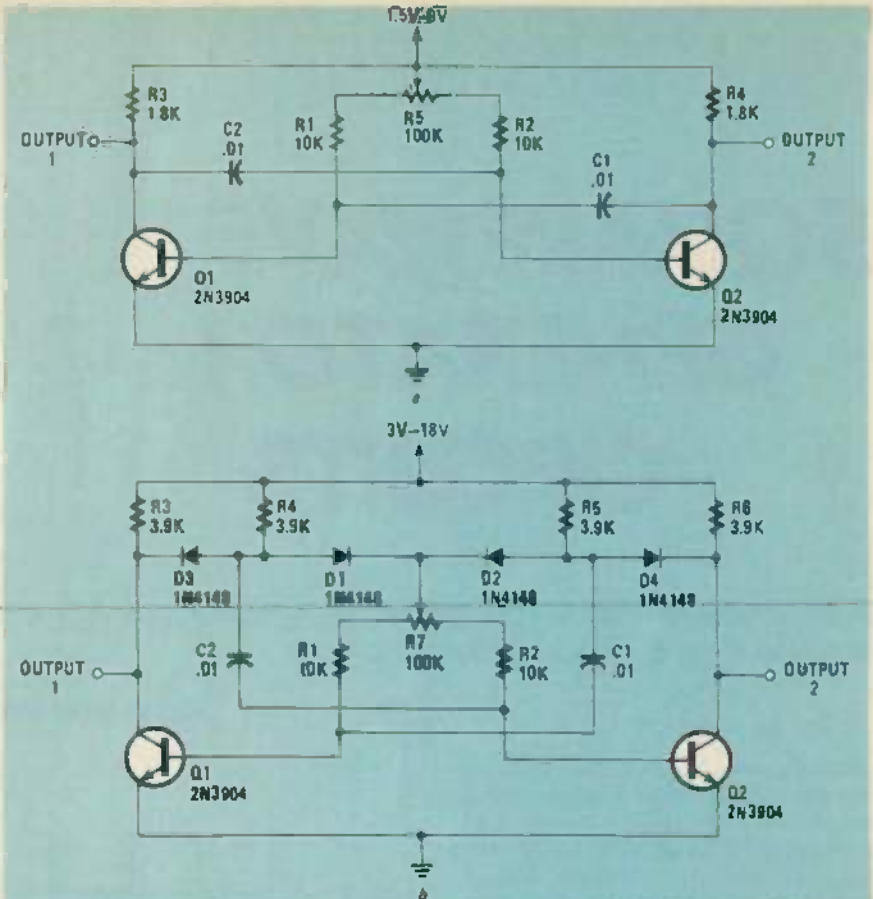 1.5V-9V
R3
1.8K
R4
1.8K
R5
100K
R1
10K
R2
10K
C2
.01
C1
.01
OUTPUT
1
OUTPUT
2
Q1
2N3904
Q2
2N3904
3V-18V
R3
3.9K
R4
3.9K
R5
3.9K
R6
3.9K
D3
1N4148
D1
1N4148
D2
1N4148
D4
1N4148
C2
.01
R1
10K
R7
100K
R2
10K
C1
.01
OUTPUT
1
OUTPUT
2
Q1
2N3904
Q2
2N3904